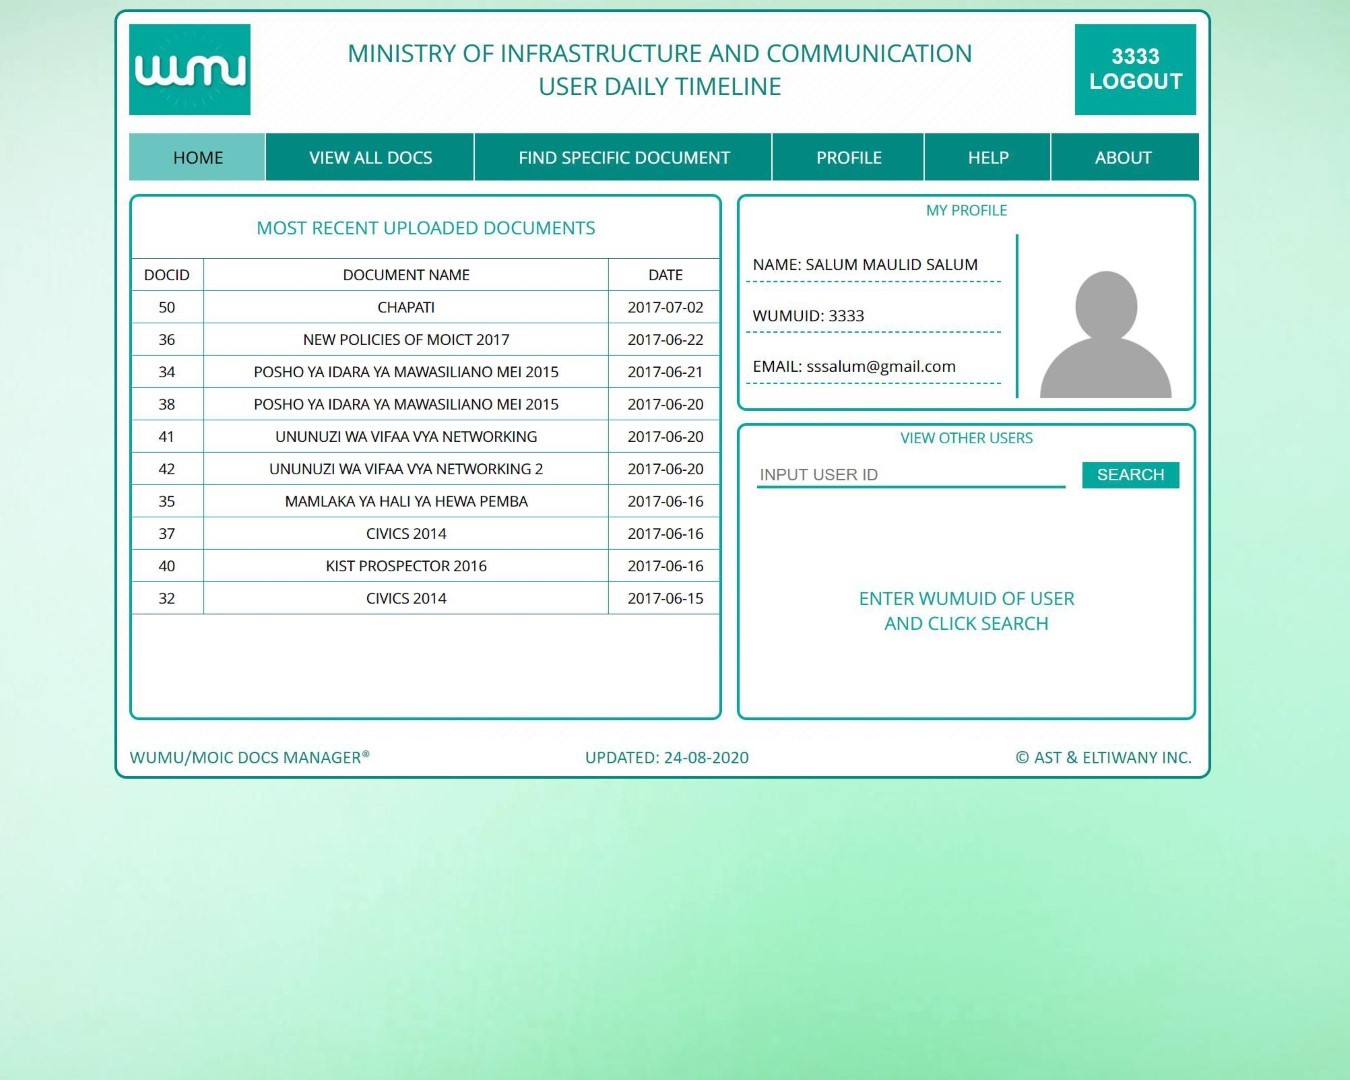 wumu
MINISTRY OF INFRASTRUCTURE AND COMMUNICATION
USER DAILY TIMELINE
3333
LOGOUT
HOME VIEW ALL DOCS FIND SPECIFIC DOCUMENT PROFILE HELP ABOUT
MOST RECENT UPLOADED DOCUMENTS
DOCID DOCUMENT NAME DATE
50 CHAPATI 2017-07-02
36 NEW POLICIES OF MOICT 2017 2017-06-22
34 POSHO YA IDARA YA MAWASILIANO MEI 2015 2017-06-21
38 POSHO YA IDARA YA MAWASILIANO MEI 2015 2017-06-20
41 UNUNUZI WA VIFAA VYA NETWORKING 2017-06-20
42 UNUNUZI WA VIFAA VYA NETWORKING 2 2017-06-20
35 MAMLAKA YA HALI YA HEWA PEMBA 2017-06-16
37 CIVICS 2014 2017-06-16
40 KIST PROSPECTOR 2016 2017-06-16
32 CIVICS 2014 2017-06-15
MY PROFILE
NAME: SALUM MAULID SALUM
WUMUID: 3333
EMAIL: sssalum@gmail.com
VIEW OTHER USERS
INPUT USER ID SEARCH
ENTER WUMUID OF USER
AND CLICK SEARCH
WUMU/MOIC DOCS MANAGER® UPDATED: 24-08-2020 © AST & ELTIWANY INC.